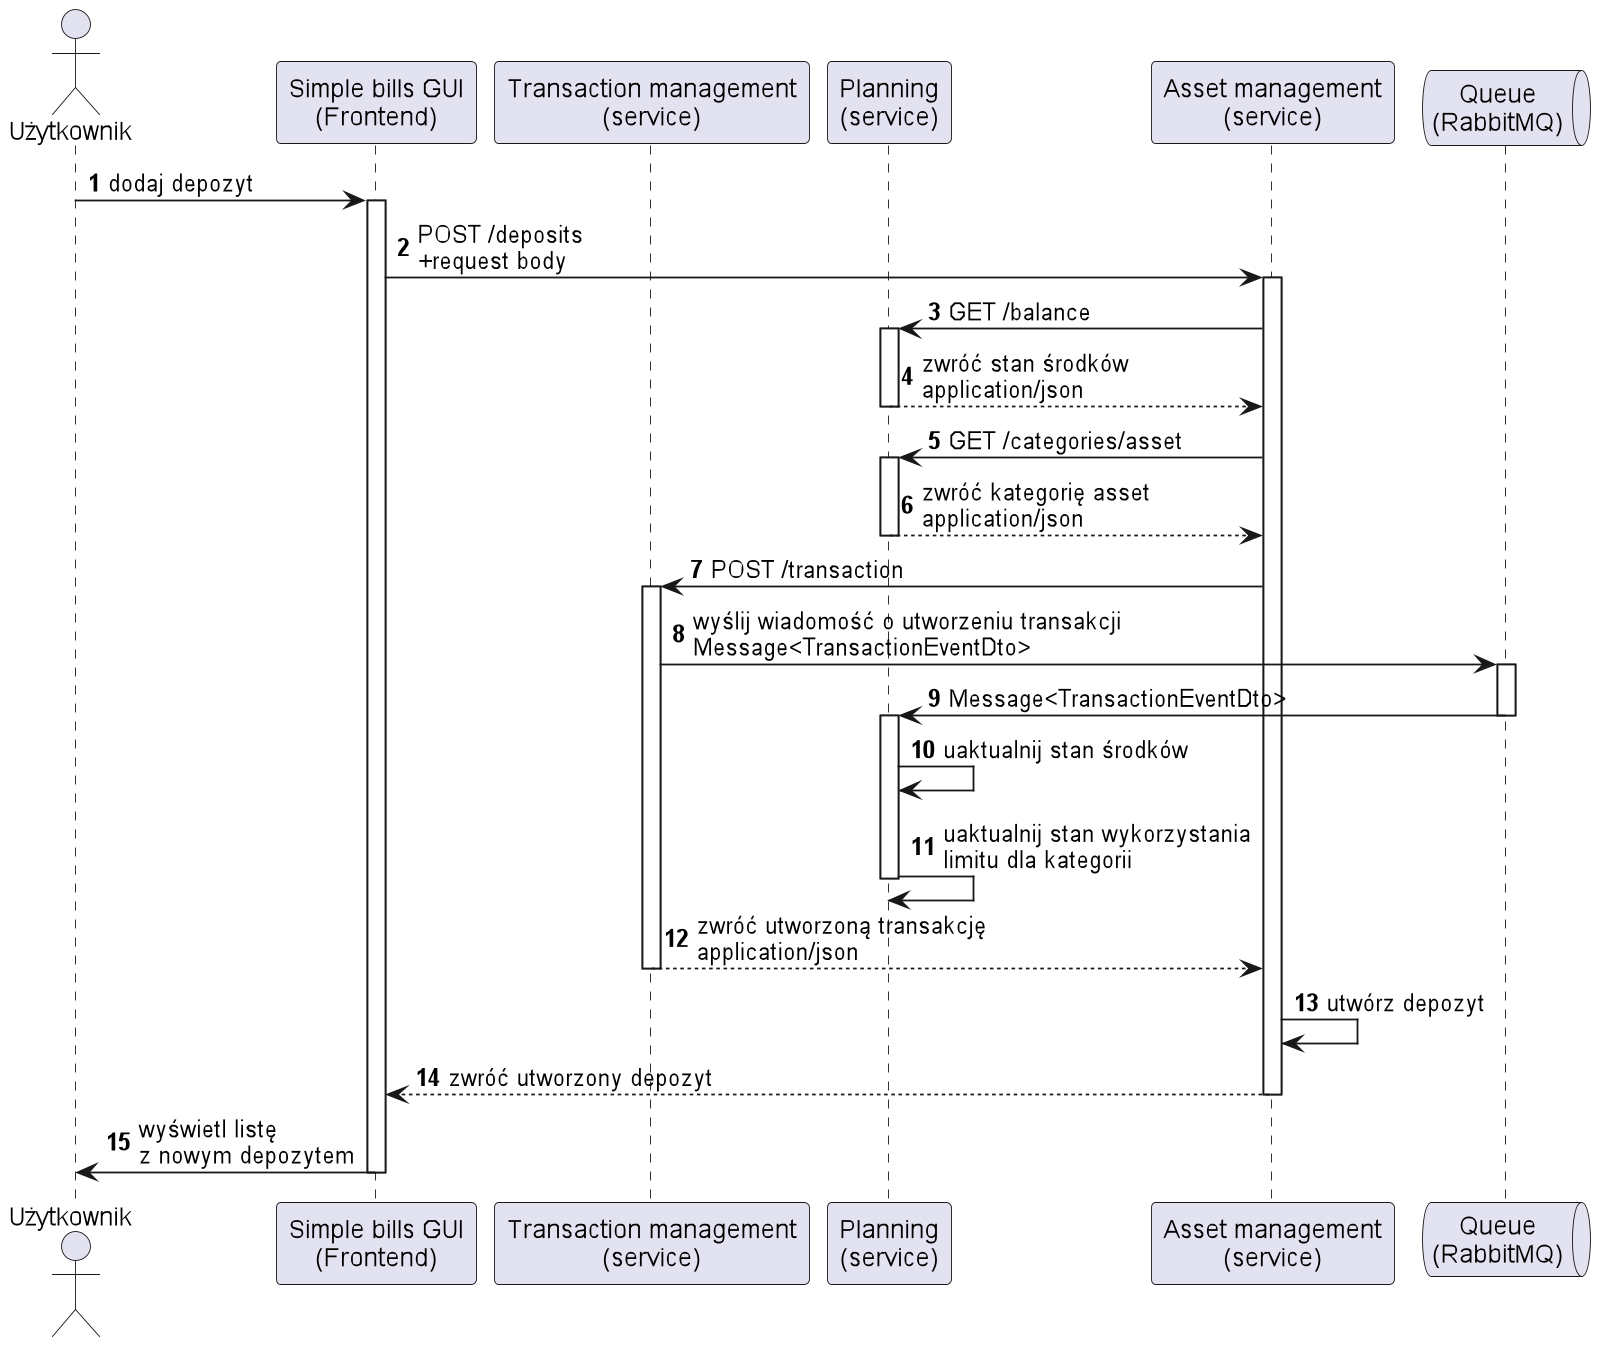 Użytkownik
Simple bills GUI
(Frontend)
Transaction management
(service)
Planning
(service)
Asset management
(service)
Queue
(RabbitMQ)
1 dodaj depozyt
2 POST /deposits
+request body
3 GET /balance
4 zwróć stan środków
application/json
5 GET /categories/asset
6 zwróć kategorię asset
application/json
7 POST /transaction
8 wyślij wiadomość o utworzeniu transakcji
Message<TransactionEventDto>
9 Message<TransactionEventDto>
10 uaktualnij stan środków
11 uaktualnij stan wykorzystania
limitu dla kategorii
12 zwróć utworzoną transakcję
application/json
13 utwórz depozyt
14 zwróć utworzony depozyt
15 wyświetl listę
z nowym depozytem
Użytkownik
Simple bills GUI
(Frontend)
Transaction management
(service)
Planning
(service)
Asset management
(service)
Queue
(RabbitMQ)